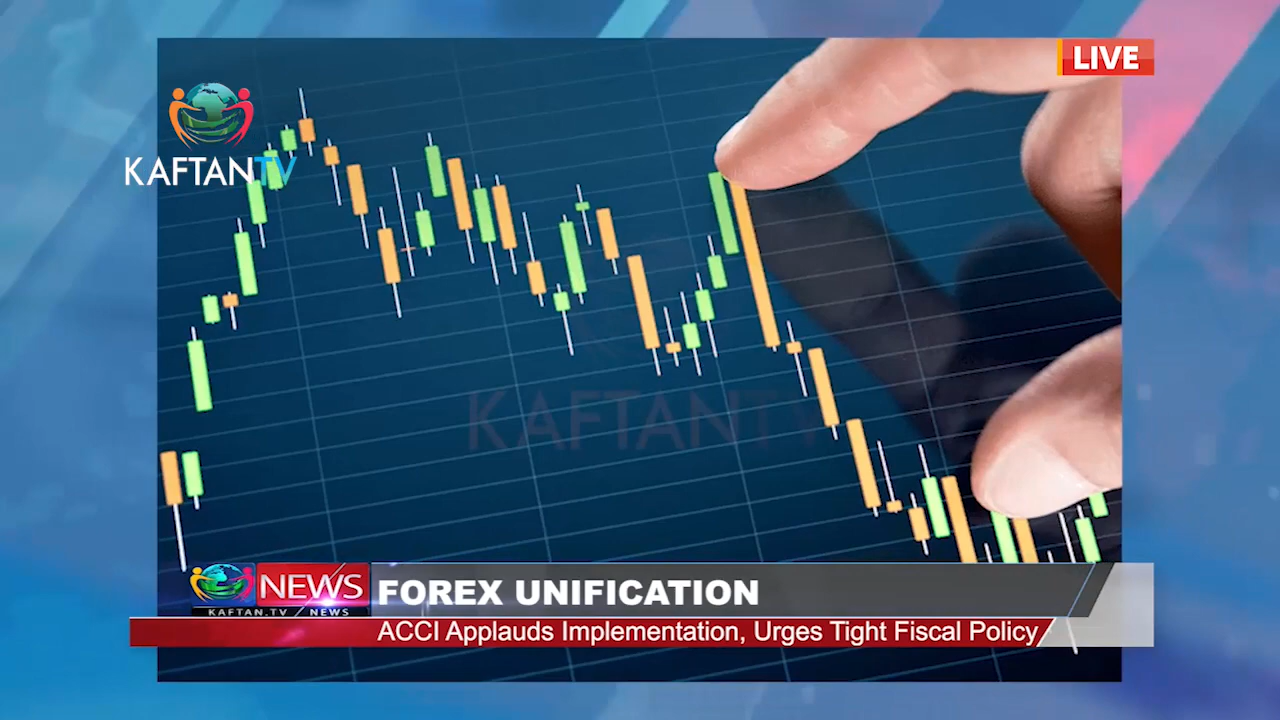 LIVE
KAFTANTV
KAFTANTV
NEWS
KAFTAN.TV / NEWS
FOREX UNIFICATION
ACCI Applauds Implementation, Urges Tight Fiscal Policy